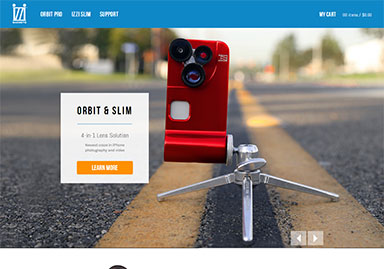 IZZI
ORBIT PRO IZZI SLIM SUPPORT
MY CART 00 items / $0.00
ORBIT & SLIM
4-in-1 Lens Solution
Newest craze in iPhone
photography and video
LEARN MORE